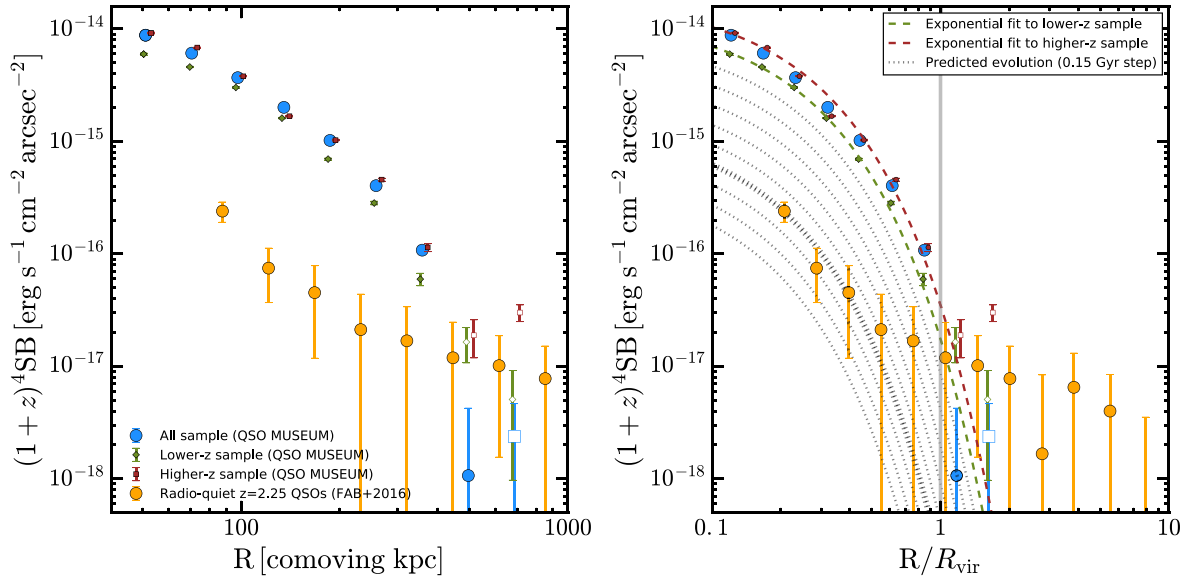 10⁻¹⁴
10⁻¹⁵
10⁻¹⁶
10⁻¹⁷
10⁻¹⁸
(1 + z)⁴SB [erg s⁻¹ cm⁻² arcsec⁻²]
All sample (QSO MUSEUM)
Lower-z sample (QSO MUSEUM)
Higher-z sample (QSO MUSEUM)
Radio-quiet z=2.25 QSOs (FAB+2016)
100
1000
R [comoving kpc]
Exponential fit to lower-z sample
Exponential fit to higher-z sample
Predicted evolution (0.15 Gyr step)
10⁻¹⁴
10⁻¹⁵
10⁻¹⁶
10⁻¹⁷
10⁻¹⁸
(1 + z)⁴SB [erg s⁻¹ cm⁻² arcsec⁻²]
0.1
1
10
R/R_vir